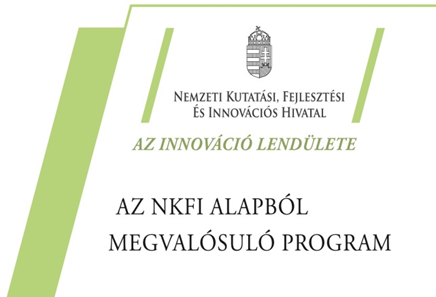 NEMZETI KUTATÁSI, FEJLESZTÉSI
ÉS INNOVÁCIÓS HIVATAL
AZ INNOVÁCIÓ LENDÜLETE
AZ NKFI ALAPBÓL
MEGVALÓSULÓ PROGRAM